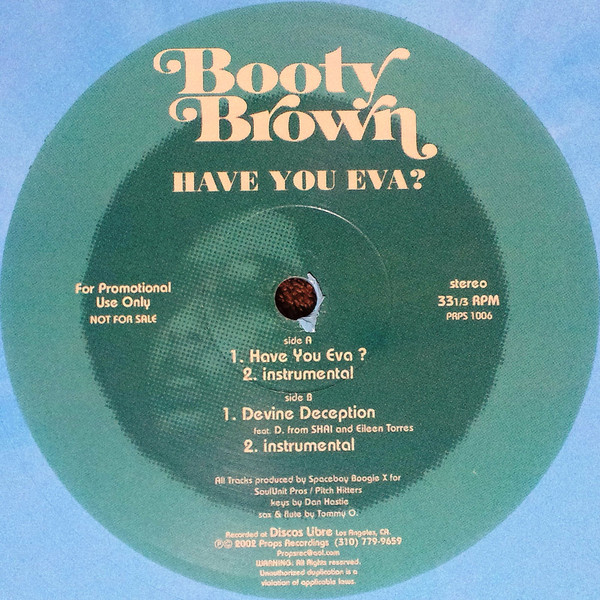 Booty
Brown
HAVE YOU EVA?
For Promotional
Use Only
NOT FOR SALE
stereo
33 1/3 RPM
PRPS 1006
side A
1. Have You Eva ?
2. instrumental
side B
1. Devine Deception
feat. D. from SHAI and Eileen Torres
2. instrumental
All Tracks produced by Spaceboy Boogie X for
SoulUnit Pros / Pitch Hitters
keys by Dan Hastie
sax & flute by Tommy O.
Recorded at Discos Libre Los Angeles, CA.
℗© 2002 Props Recordings (310) 779-9659
Propsrec@aol.com
WARNING: All Rights reserved.
Unauthorized duplication is a
violation of applicable laws.